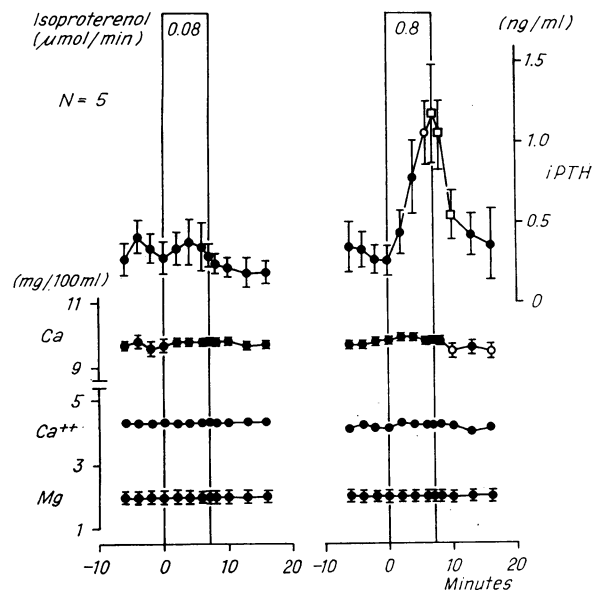 Isoproterenol
(μmol/min)
0.08
0.8
(ng/ml)
N = 5
1.5
1.0
iPTH
0.5
0
(mg/100ml)
11
Ca
9
5
Ca++
3
Mg
1
-10 0 10 20
-10 0 10 20
Minutes